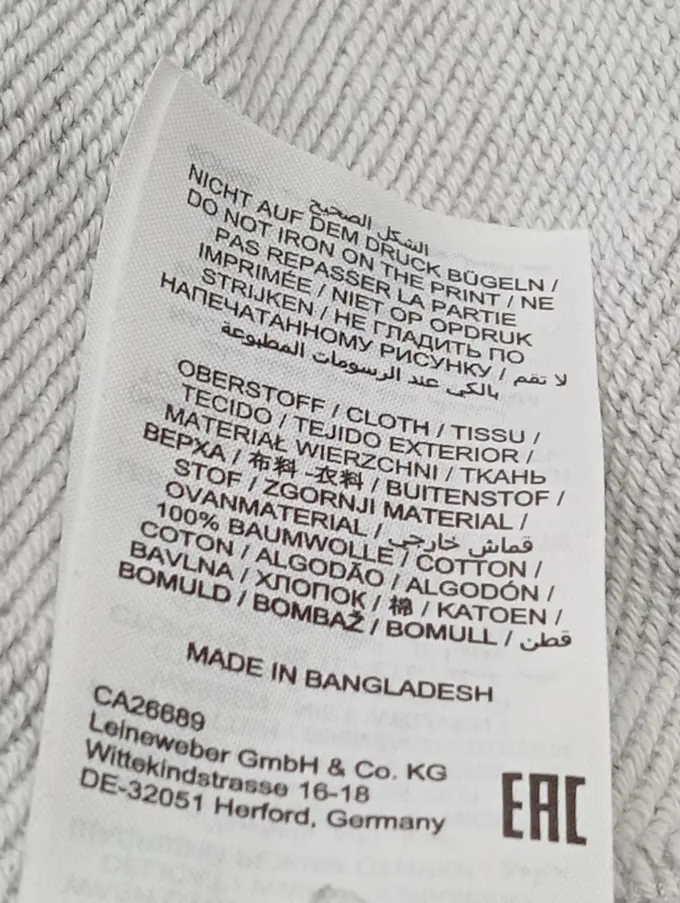 الشكل الصحيح
NICHT AUF DEM DRUCK BÜGELN /
DO NOT IRON ON THE PRINT / NE
PAS REPASSER LA PARTIE
IMPRIMÉE / NIET OP OPDRUK
STRIJKEN / НЕ ГЛАДИТЬ ПО
НАПЕЧАТАННОМУ РИСУНКУ / لا تقم
بالكي عند الرسومات المطبوعة
OBERSTOFF / CLOTH / TISSU /
TECIDO / TEJIDO EXTERIOR /
MATERIAŁ WIERZCHNI / ТКАНЬ
ВЕРХА / 布料 -衣料 / BUITENSTOF /
STOF / ZGORNJI MATERIAL /
OVANMATERIAL / قماش خارجي
100% BAUMWOLLE / COTTON /
COTON / ALGODÃO / ALGODÓN /
BAVLNA / ХЛОПОК / 棉 / KATOEN /
BOMULD / BOMBAŽ / BOMULL / قطن
MADE IN BANGLADESH
CA26689
Leineweber GmbH & Co. KG
Wittekindstrasse 16-18
DE-32051 Herford, Germany
EAC